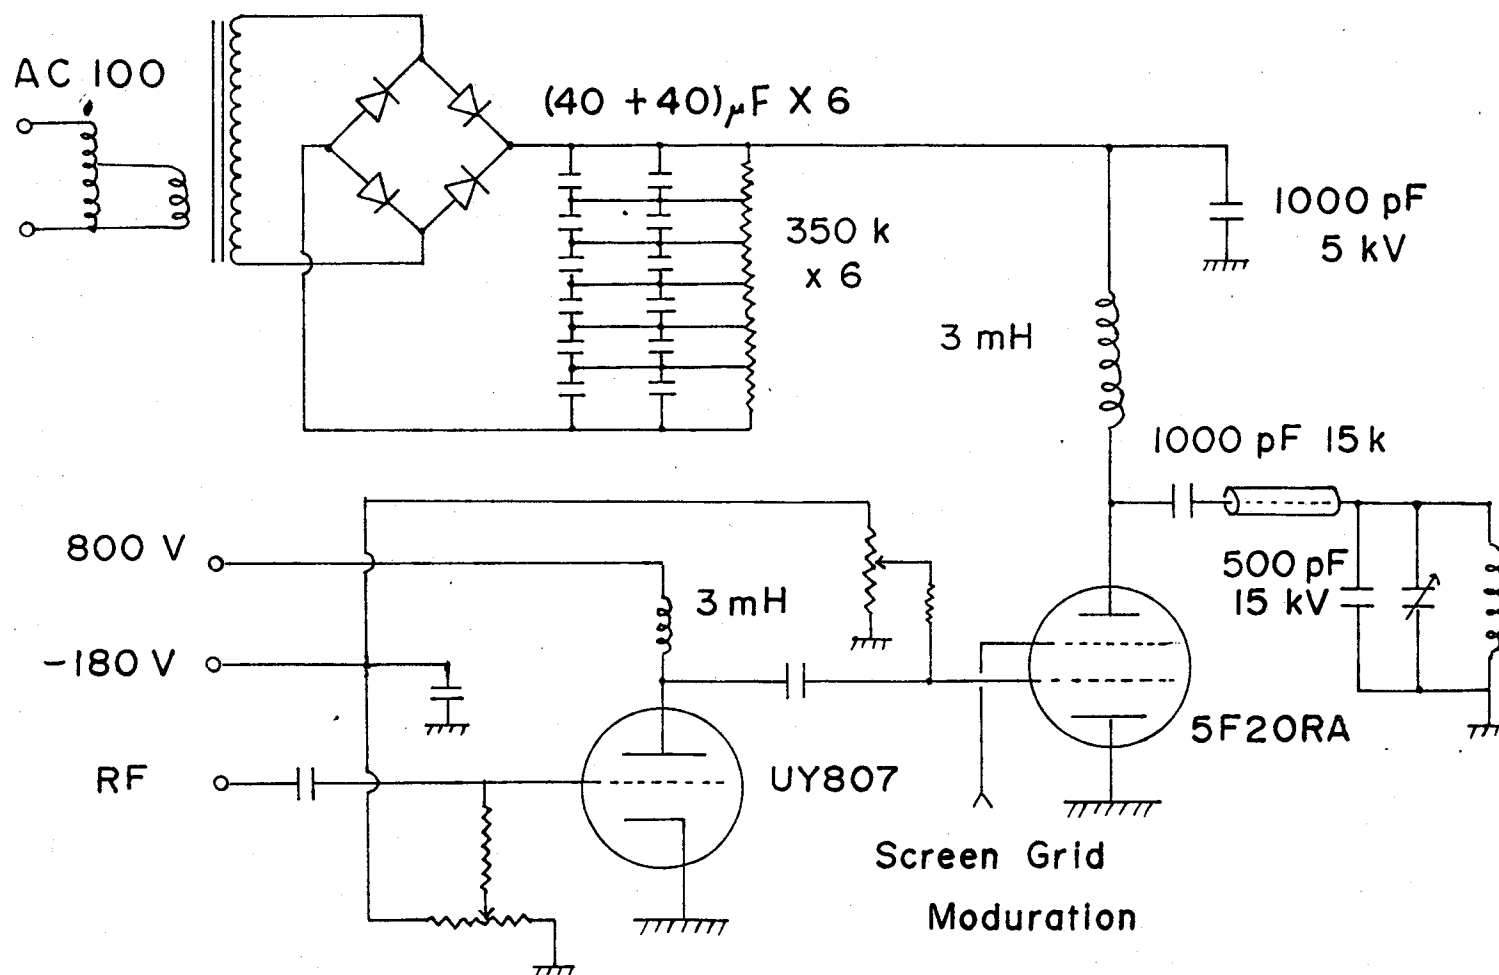 AC 100
(40 + 40)μF X 6
350 k
x 6
1000 pF
5 kV
3 mH
1000 pF 15 k
800 V
3 mH
500 pF
15 kV
-180 V
5F20RA
RF
UY807
Screen Grid
Moduration